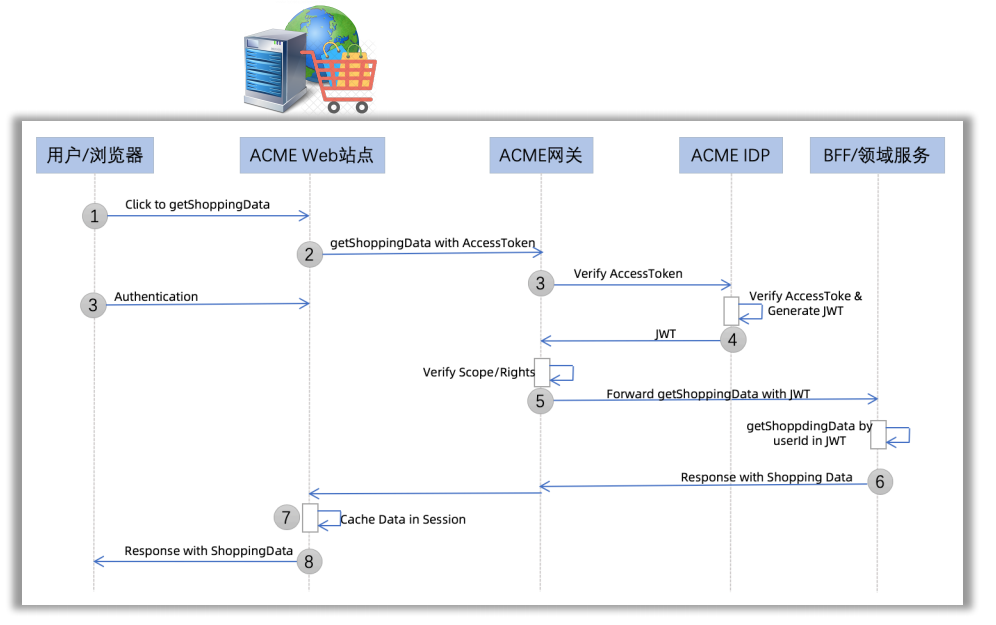 用户/浏览器
ACME Web站点
ACME网关
ACME IDP
BFF/领域服务
1
Click to getShoppingData
2
getShoppingData with AccessToken
3
Verify AccessToken
3
Authentication
Verify AccessToke &
Generate JWT
4
JWT
Verify Scope/Rights
5
Forward getShoppingData with JWT
getShoppdingData by
userId in JWT
Response with Shopping Data
6
7
Cache Data in Session
Response with ShoppingData
8